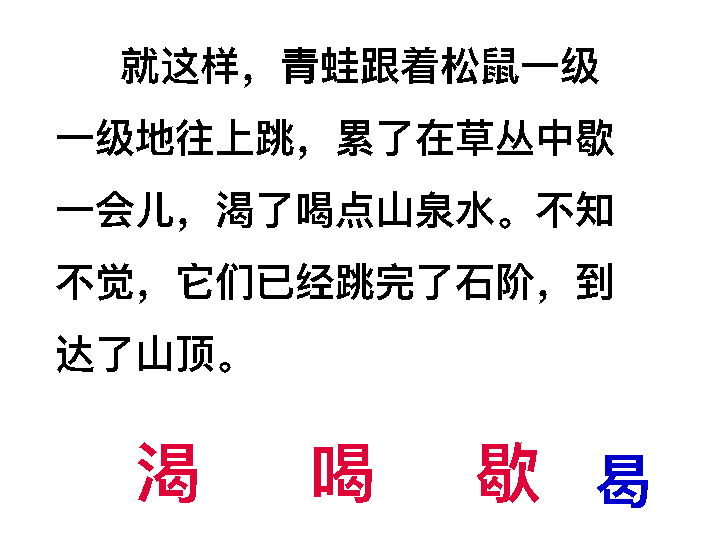 就这样，青蛙跟着松鼠一级
一级地往上跳，累了在草丛中歇
一会儿，渴了喝点山泉水。不知
不觉，它们已经跳完了石阶，到
达了山顶。
渴 喝 歇 曷